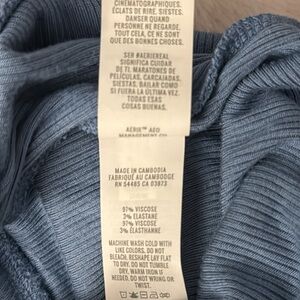 CINÉMATOGRAPHIQUES.
ÉCLATS DE RIRE. SIESTES.
DANSER QUAND
PERSONNE NE REGARDE.
TOUT CELA, CE NE SONT
QUE DE BONNES CHOSES.
SER #AERIEREAL
SIGNIFICA CUIDAR
DE TI. MARATONES DE
PELÍCULAS, CARCAJADAS,
SIESTAS. BAILAR COMO
SI FUERA LA ÚLTIMA VEZ.
TODAS ESAS
COSAS BUENAS.
AERIE™ AEO
MANAGEMENT CO.
MADE IN CAMBODIA
FABRIQUÉ AU CAMBODGE
RN 54485 CA 03873
97% VISCOSE
3% ELASTANE
97% VISCOSE
3% ÉLASTHANNE
MACHINE WASH COLD WITH
LIKE COLORS. DO NOT
BLEACH. RESHAPE LAY FLAT
TO DRY. DO NOT TUMBLE
DRY. WARM IRON IF
NEEDED. DO NOT WRING
OR TWIST.